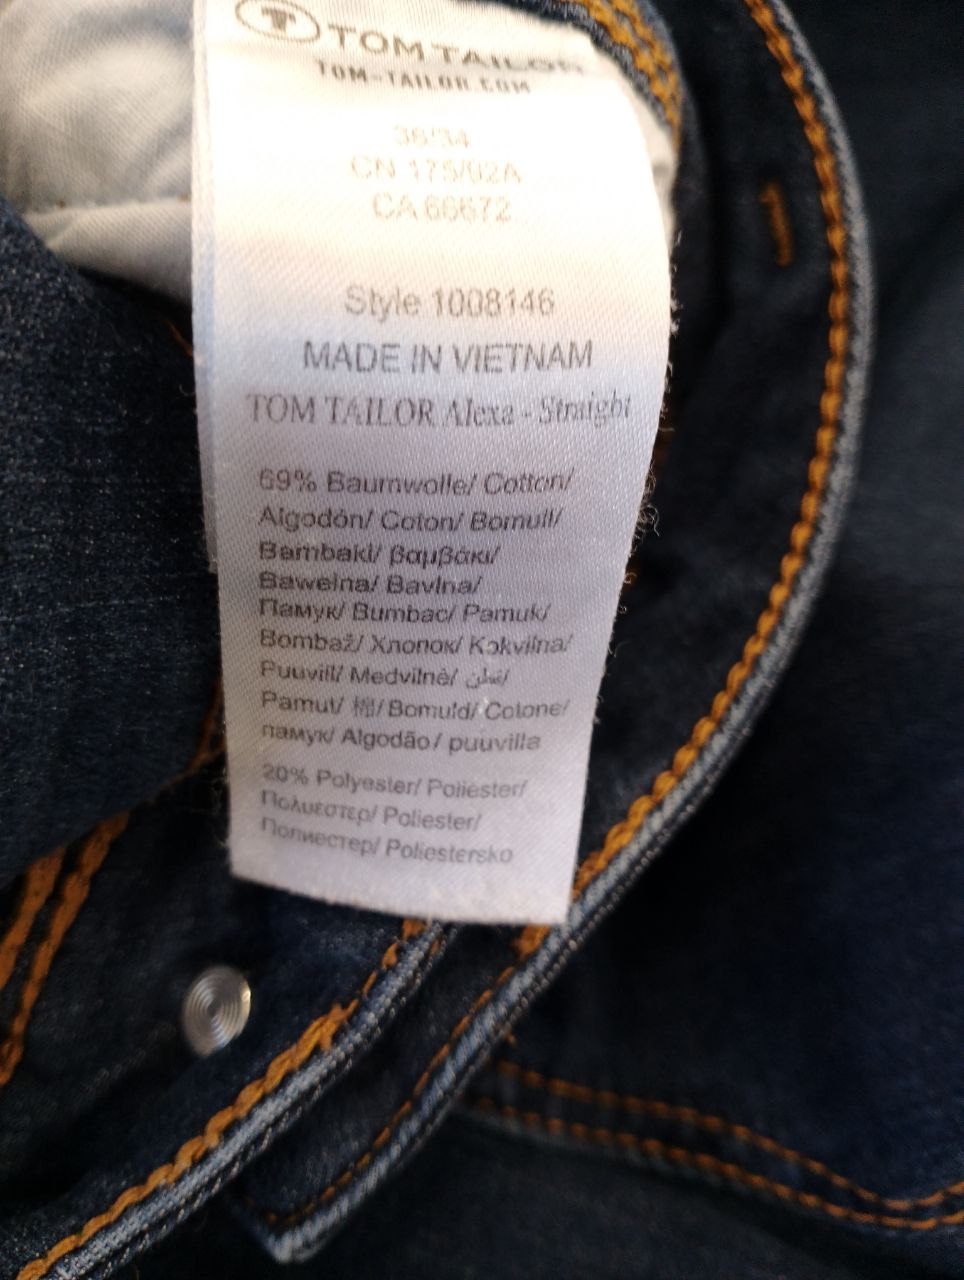 TOM TAILOR
TOM-TAILOR.COM
36/34
CN 175/92A
CA 66672
Style 1008146
MADE IN VIETNAM
TOM TAILOR Alexa - Straight
69% Baumwolle/ Cotton/
Algodón/ Coton/ Bomull/
Bambaki/ βαμβάκι/
Bawełna/ Bavlna/
Памук/ Bumbac/ Pamuk/
Bombaž/ Хлопок/ Kokvilna/
Puuvill/ Medvilnė/ قطن/
Pamut/ 棉/ Bomuld/ Cotone/
памук/ Algodão/ puuvilla
20% Polyester/ Poliéster/
Πολυεστερ/ Poliester/
Полиестер/ Poliestersko